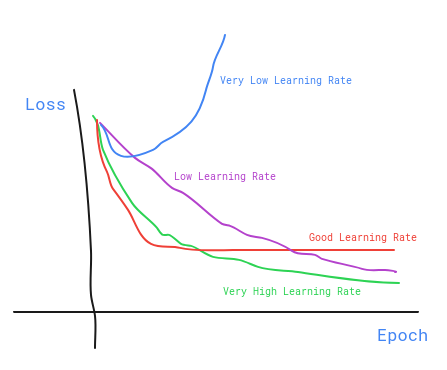 Very Low Learning Rate
Loss
Low Learning Rate
Good Learning Rate
Very High Learning Rate
Epoch